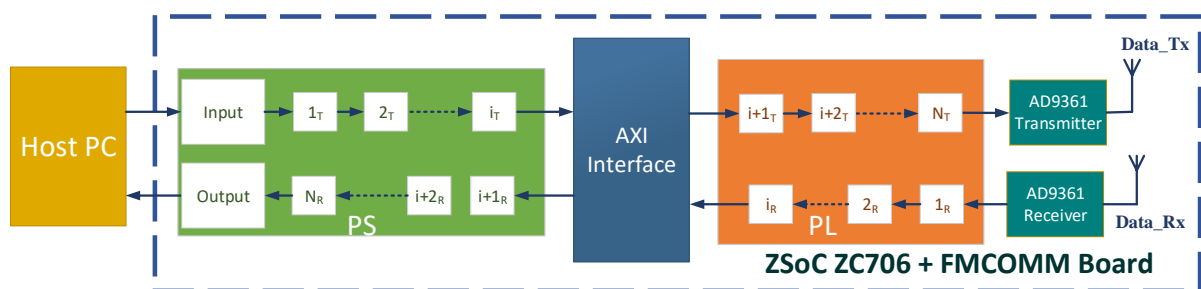 Host PC
Input
1T
2T
iT
Output
NR
i+2R
i+1R
PS
AXI
Interface
i+1T
i+2T
NT
iR
2R
1R
PL
AD9361
Transmitter
Data_Tx
AD9361
Receiver
Data_Rx
ZSoC ZC706 + FMCOMM Board